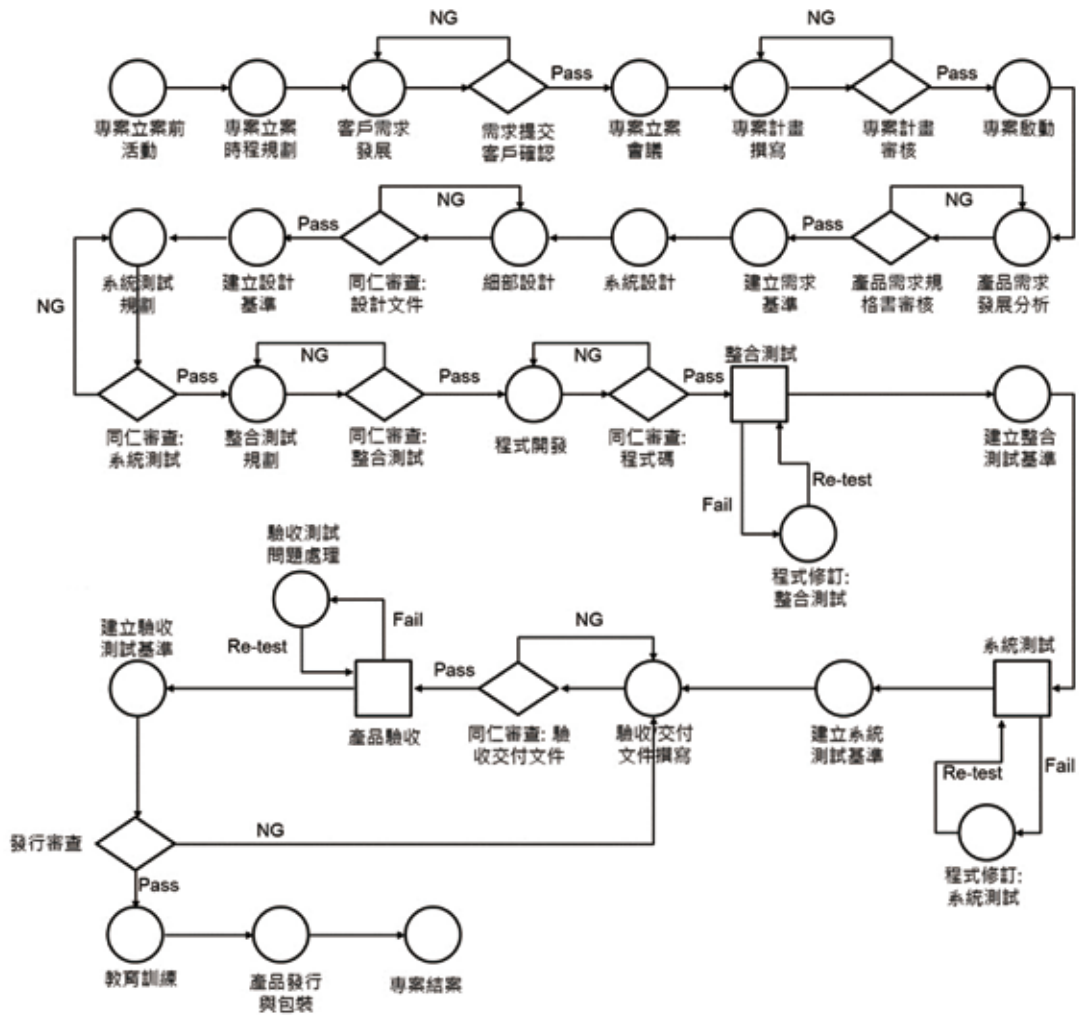 NG
NG
Pass
Pass
專案立案前
活動
專案立案
時程規劃
客戶需求
發展
需求提交
客戶確認
專案立案
會議
專案計畫
撰寫
專案計畫
審核
專案啟動
NG
NG
Pass
Pass
系統測試
規劃
建立設計
基準
同仁審查:
設計文件
細部設計
系統設計
建立需求
基準
產品需求規
格書審核
產品需求
發展分析
NG
NG
NG
整合測試
Pass
Pass
Pass
同仁審查:
系統測試
整合測試
規劃
同仁審查:
整合測試
程式開發
同仁審查:
程式碼
建立整合
測試基準
Re-test
Fail
程式修訂:
整合測試
驗收測試
問題處理
Fail
Re-test
NG
建立驗收
測試基準
Pass
系統測試
產品驗收
同仁審查: 驗
收交付文件
驗收/交付
文件撰寫
建立系統
測試基準
Re-test
Fail
程式修訂:
系統測試
發行審查
NG
Pass
教育訓練
產品發行
與包裝
專案結案